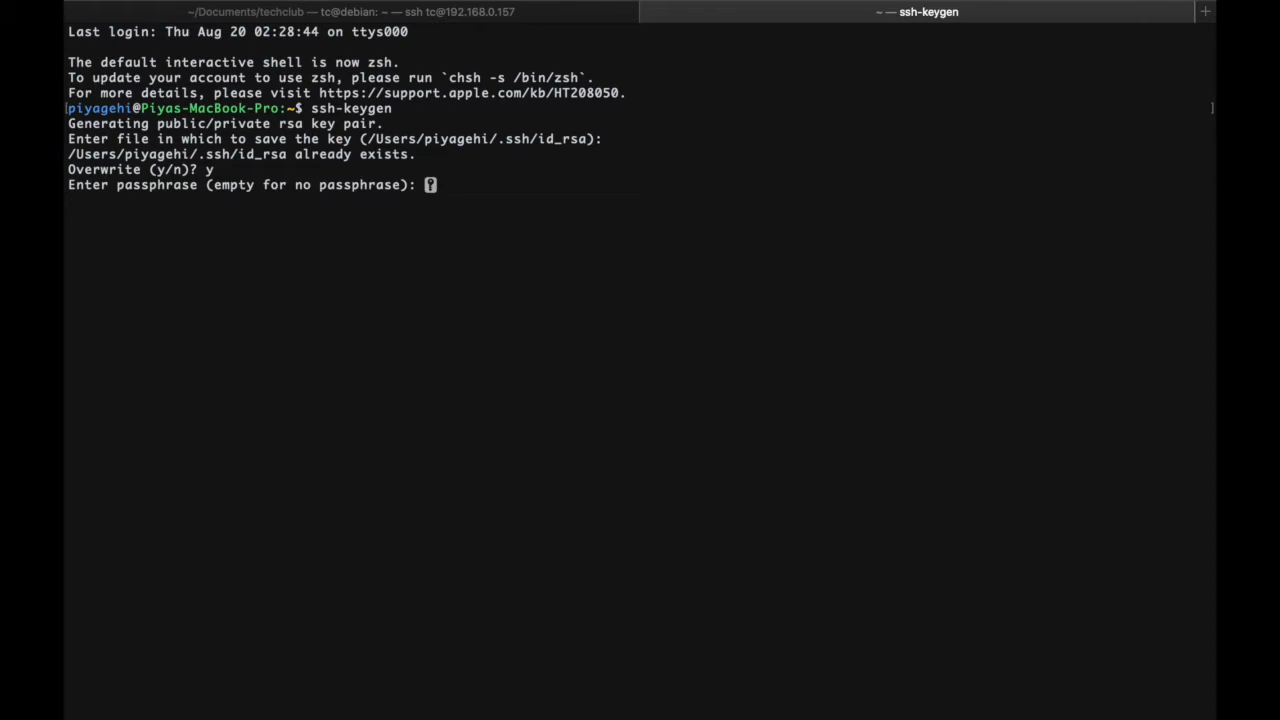 ~/Documents/techclub — tc@debian: ~ — ssh tc@192.168.0.157
~ — ssh-keygen
Last login: Thu Aug 20 02:28:44 on ttys000
The default interactive shell is now zsh.
To update your account to use zsh, please run `chsh -s /bin/zsh`.
For more details, please visit https://support.apple.com/kb/HT208050.
[piyagehi@Piyas-MacBook-Pro:~$ ssh-keygen ]
Generating public/private rsa key pair.
Enter file in which to save the key (/Users/piyagehi/.ssh/id_rsa):
/Users/piyagehi/.ssh/id_rsa already exists.
Overwrite (y/n)? y
Enter passphrase (empty for no passphrase):